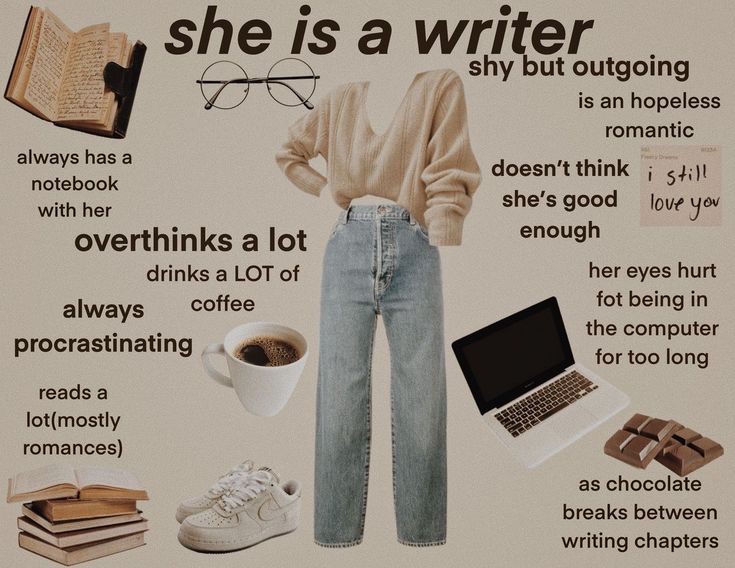 she is a writer
shy but outgoing
is an hopeless
romantic
always has a
notebook
with her
doesn't think
she's good
enough
i still
love you
overthinks a lot
drinks a LOT of
coffee
her eyes hurt
fot being in
the computer
for too long
always
procrastinating
reads a
lot(mostly
romances)
as chocolate
breaks between
writing chapters